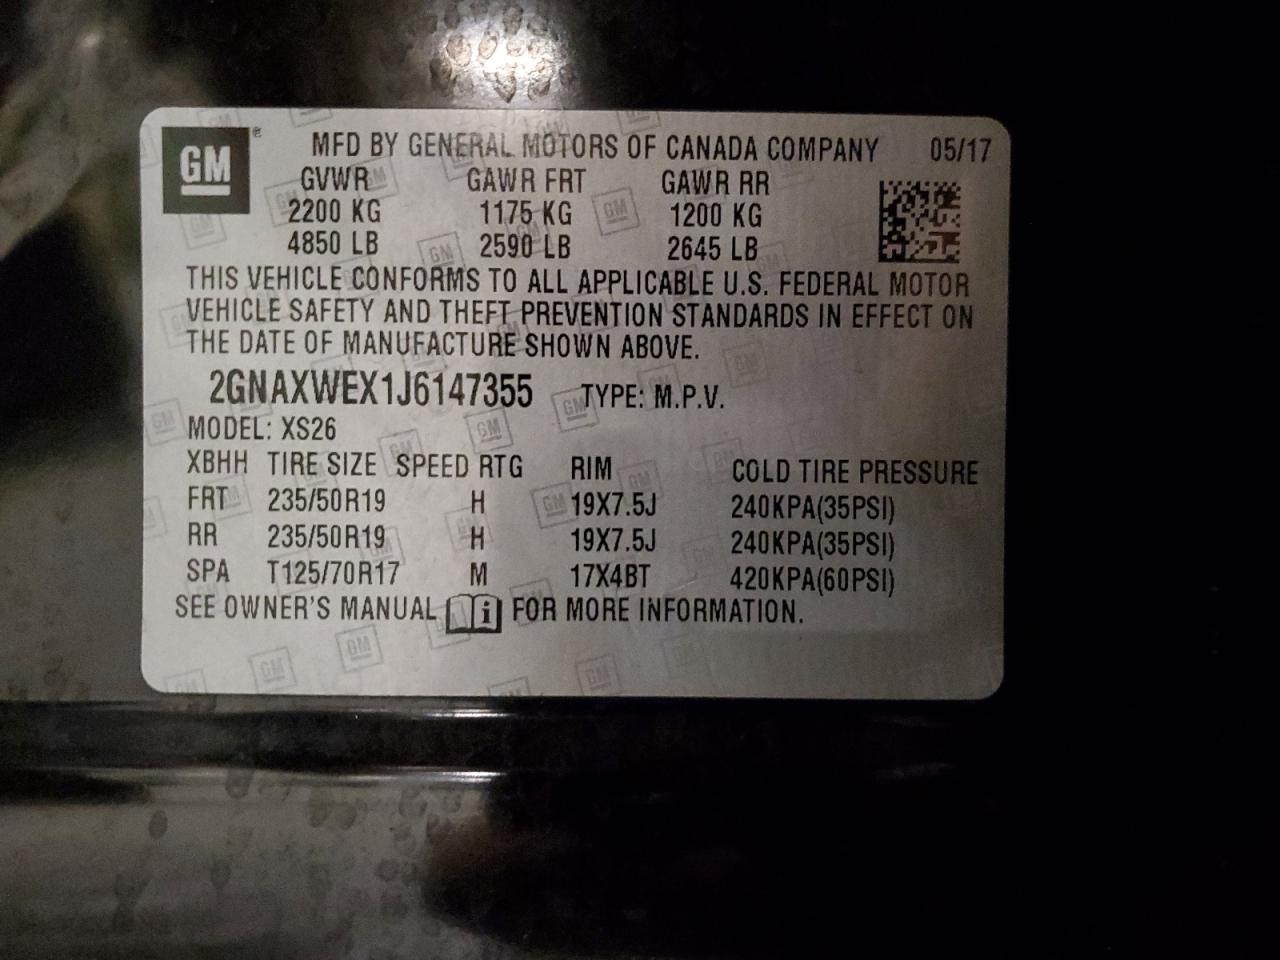 GM ® MFD BY GENERAL MOTORS OF CANADA COMPANY 05/17
GVWR GAWR FRT GAWR RR
2200 KG 1175 KG 1200 KG
4850 LB 2590 LB 2645 LB
THIS VEHICLE CONFORMS TO ALL APPLICABLE U.S. FEDERAL MOTOR
VEHICLE SAFETY AND THEFT PREVENTION STANDARDS IN EFFECT ON
THE DATE OF MANUFACTURE SHOWN ABOVE.
2GNAXWEX1J6147355 TYPE: M.P.V.
MODEL: XS26
XBHH TIRE SIZE SPEED RTG RIM COLD TIRE PRESSURE
FRT 235/50R19 H 19X7.5J 240KPA(35PSI)
RR 235/50R19 H 19X7.5J 240KPA(35PSI)
SPA T125/70R17 M 17X4BT 420KPA(60PSI)
SEE OWNER'S MANUAL i FOR MORE INFORMATION.